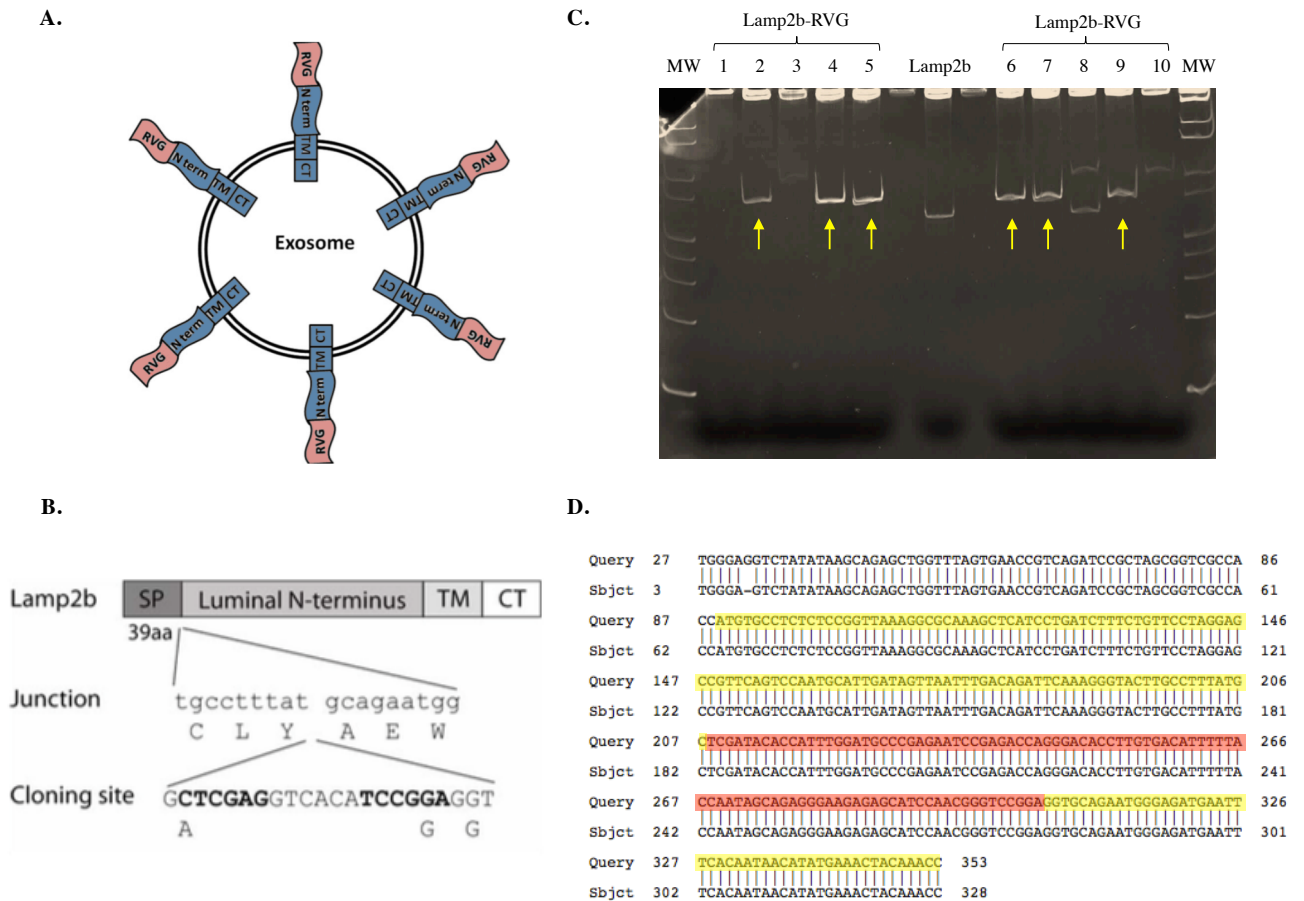 A.
RVG
N term
TM
CT
RVG
N term
TM
CT
RVG
N term
TM
CT
Exosome
RVG
N term
TM
CT
RVG
N term
TM
CT
RVG
N term
TM
CT
B.
Lamp2b SP Luminal N-terminus TM CT
39aa
Junction tgcctttat gcagaatgg
C L Y A E W
Cloning site GCTCGAGGTCACATCCGGAGGT
A G G
C.
Lamp2b-RVG Lamp2b-RVG
MW 1 2 3 4 5 Lamp2b 6 7 8 9 10 MW
D.
Query 27 TGGGAGGTCTATATAAGCAGAGCTGGTTTAGTGAACCGTCAGATCCGCTAGCGGTCGCCA 86
Sbjct 3 TGGGA-GTCTATATAAGCAGAGCTGGTTTAGTGAACCGTCAGATCCGCTAGCGGTCGCCA 61
Query 87 CCATGTGCCTCTCTCCGGTTAAAGGCGCAAAGCTCATCCTGATCTTTCTGTTCCTAGGAG 146
Sbjct 62 CCATGTGCCTCTCTCCGGTTAAAGGCGCAAAGCTCATCCTGATCTTTCTGTTCCTAGGAG 121
Query 147 CCGTTCAGTCCAATGCATTGATAGTTAATTTGACAGATTCAAAGGGTACTTGCCTTTATG 206
Sbjct 122 CCGTTCAGTCCAATGCATTGATAGTTAATTTGACAGATTCAAAGGGTACTTGCCTTTATG 181
Query 207 CTCGATACACCATTTGGATGCCCGAGAATCCGAGACCAGGGACACCTTGTGACATTTTTA 266
Sbjct 182 CTCGATACACCATTTGGATGCCCGAGAATCCGAGACCAGGGACACCTTGTGACATTTTTA 241
Query 267 CCAATAGCAGAGGGAAGAGAGCATCCAACGGGTCCGGAGGTGCAGAATGGGAGATGAATT 326
Sbjct 242 CCAATAGCAGAGGGAAGAGAGCATCCAACGGGTCCGGAGGTGCAGAATGGGAGATGAATT 301
Query 327 TCACAATAACATATGAAACTACAAACC 353
Sbjct 302 TCACAATAACATATGAAACTACAAACC 328